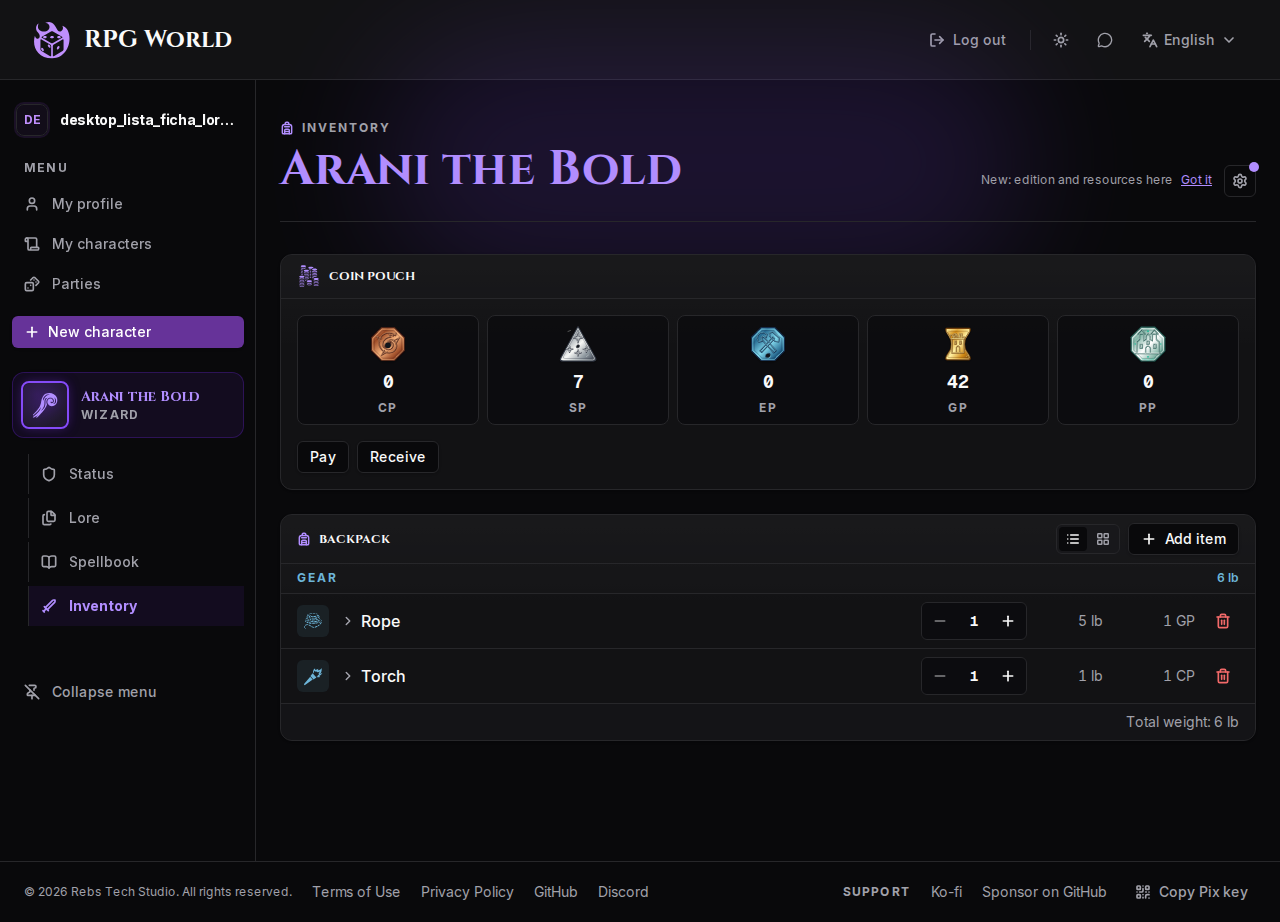 RPG World
Log out
English
DE
desktop_lista_ficha_lor...
MENU
My profile
My characters
Parties
New character
Arani the Bold
WIZARD
Status
Lore
Spellbook
Inventory
Collapse menu
INVENTORY
Arani the Bold
New: edition and resources here Got it
COIN POUCH
0
CP
7
SP
0
EP
42
GP
0
PP
Pay
Receive
BACKPACK
Add item
GEAR 6 lb
Rope 1 5 lb 1 GP
Torch 1 1 lb 1 CP
Total weight: 6 lb
© 2026 Rebs Tech Studio. All rights reserved. Terms of Use Privacy Policy GitHub Discord SUPPORT Ko-fi Sponsor on GitHub Copy Pix key